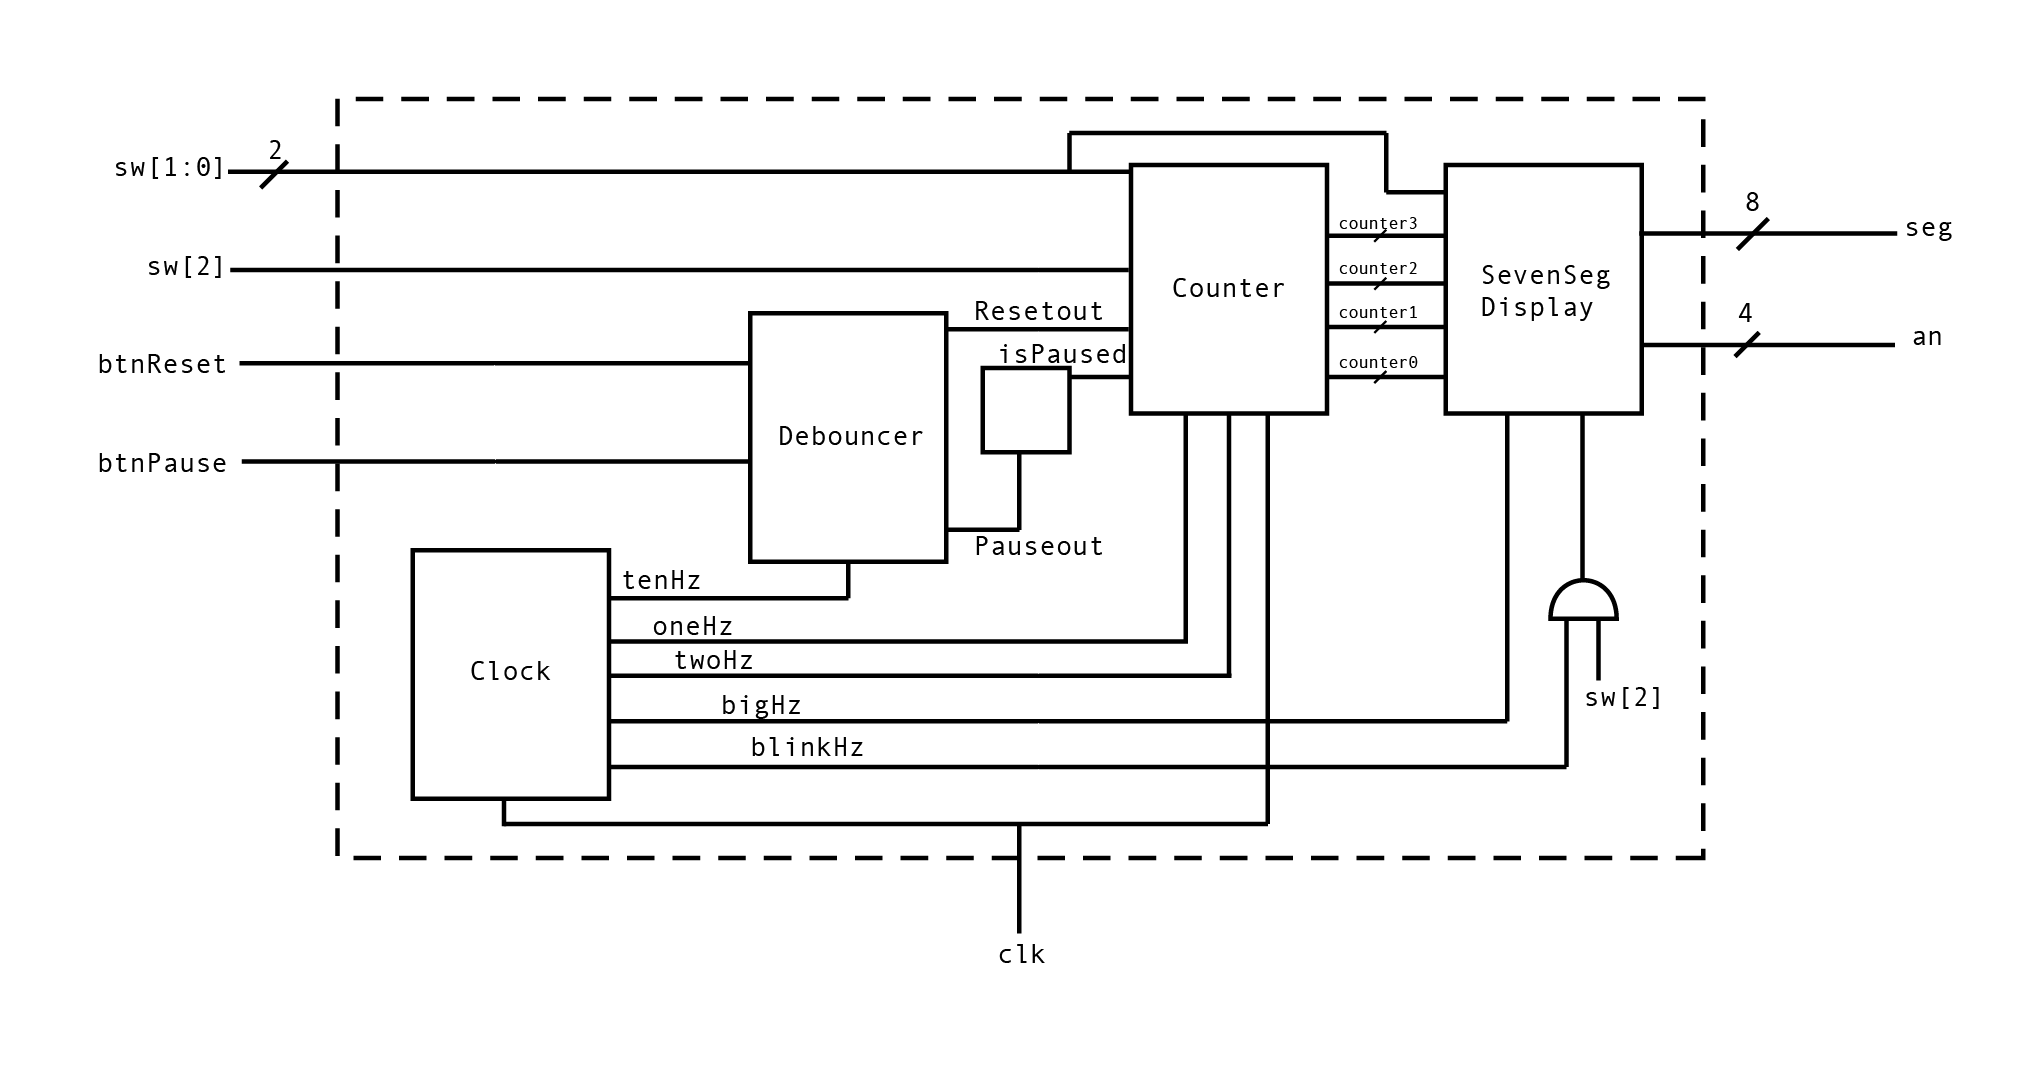 2
sw[1:0]
sw[2]
btnReset
btnPause
Debouncer
Resetout
isPaused
Pauseout
Counter
counter3
counter2
counter1
counter0
SevenSeg
Display
8
seg
4
an
Clock
tenHz
oneHz
twoHz
bigHz
blinkHz
sw[2]
clk